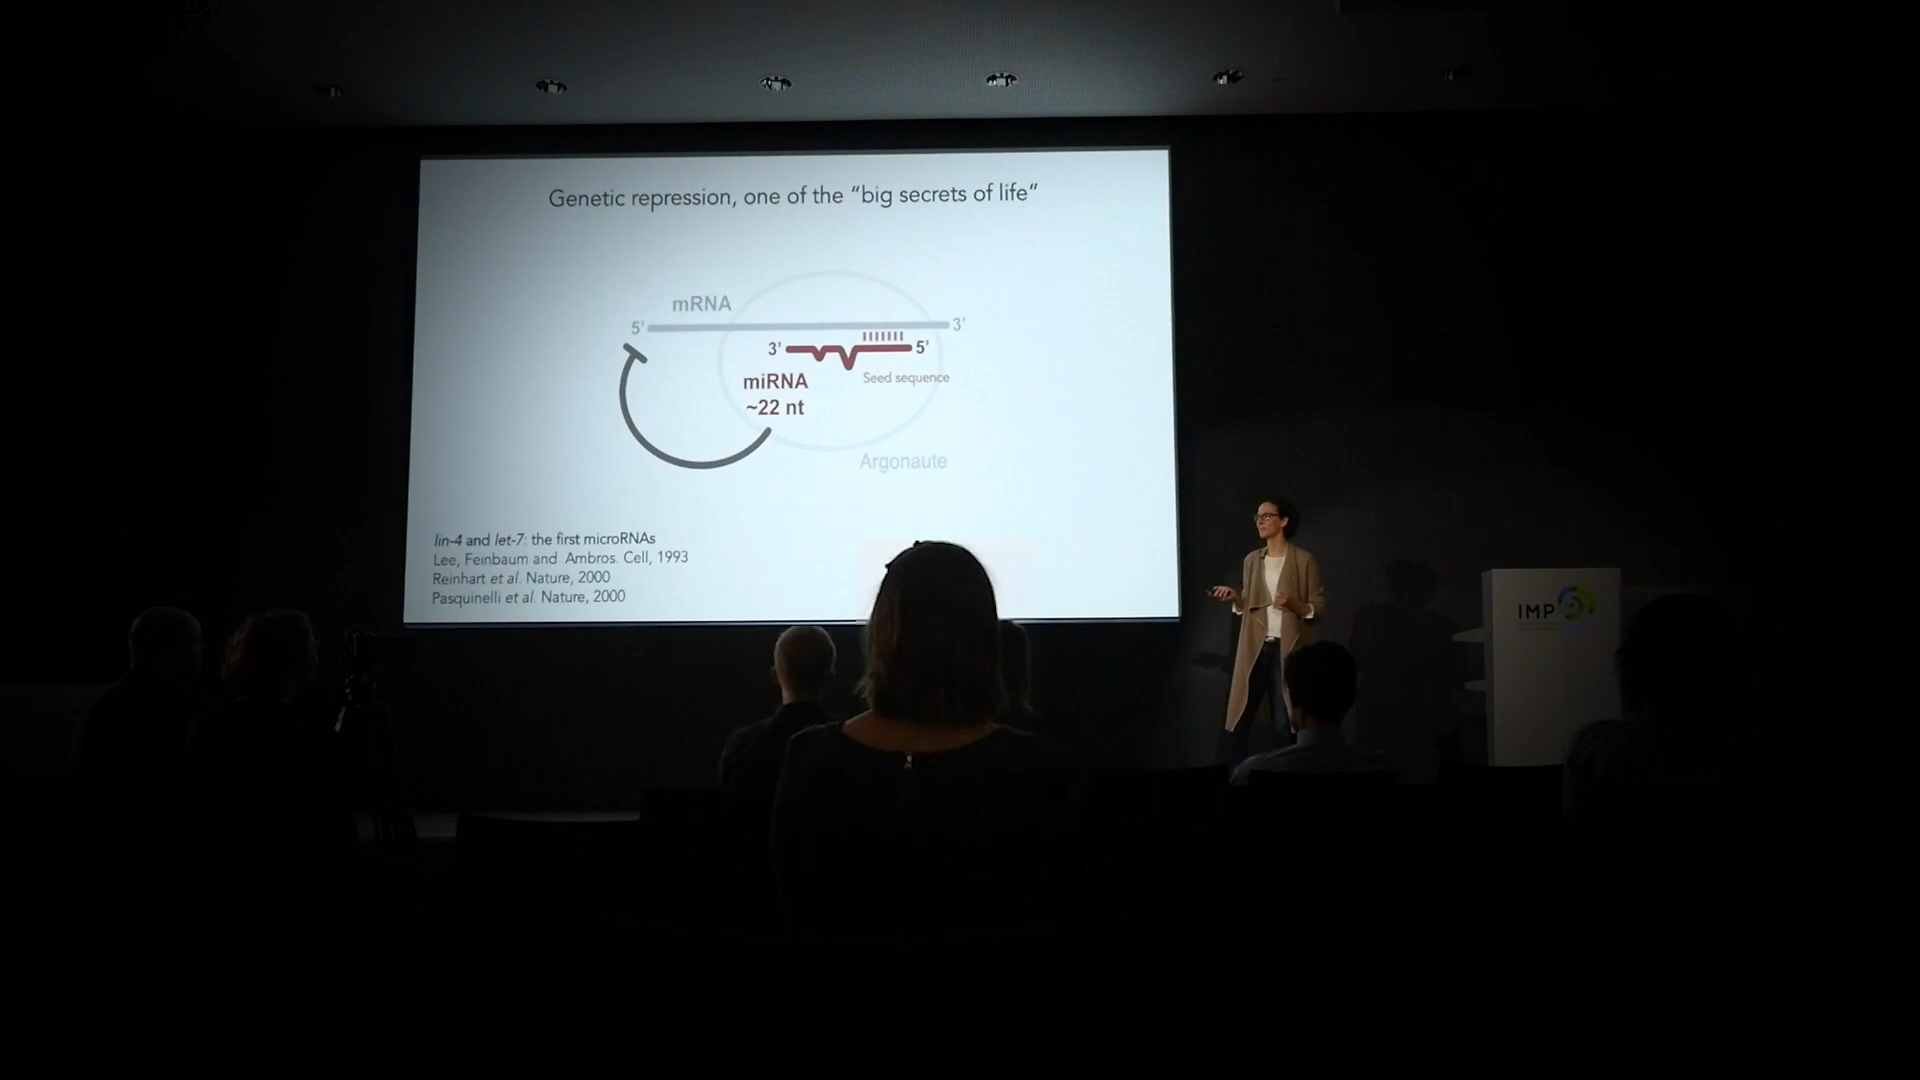 Genetic repression, one of the “big secrets of life”
mRNA
5' 3'
3' 5'
miRNA
~22 nt
Seed sequence
Argonaute
lin-4 and let-7: the first microRNAs
Lee, Feinbaum and Ambros. Cell, 1993
Reinhart et al. Nature, 2000
Pasquinelli et al. Nature, 2000
IMP